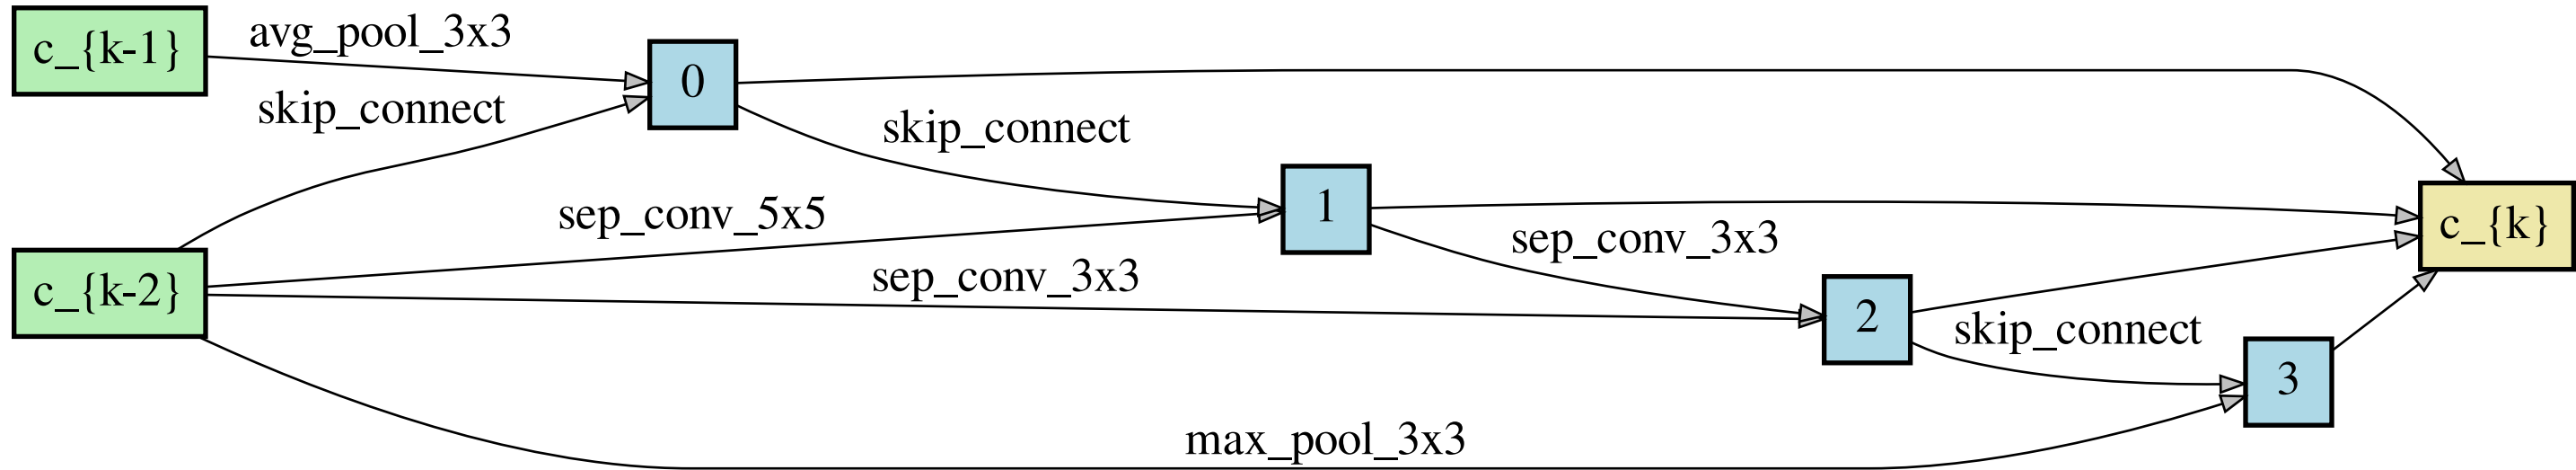 c_{k-1}
avg_pool_3x3
0
skip_connect
skip_connect
1
sep_conv_5x5
c_{k}
sep_conv_3x3
sep_conv_3x3
c_{k-2}
2
skip_connect
3
max_pool_3x3